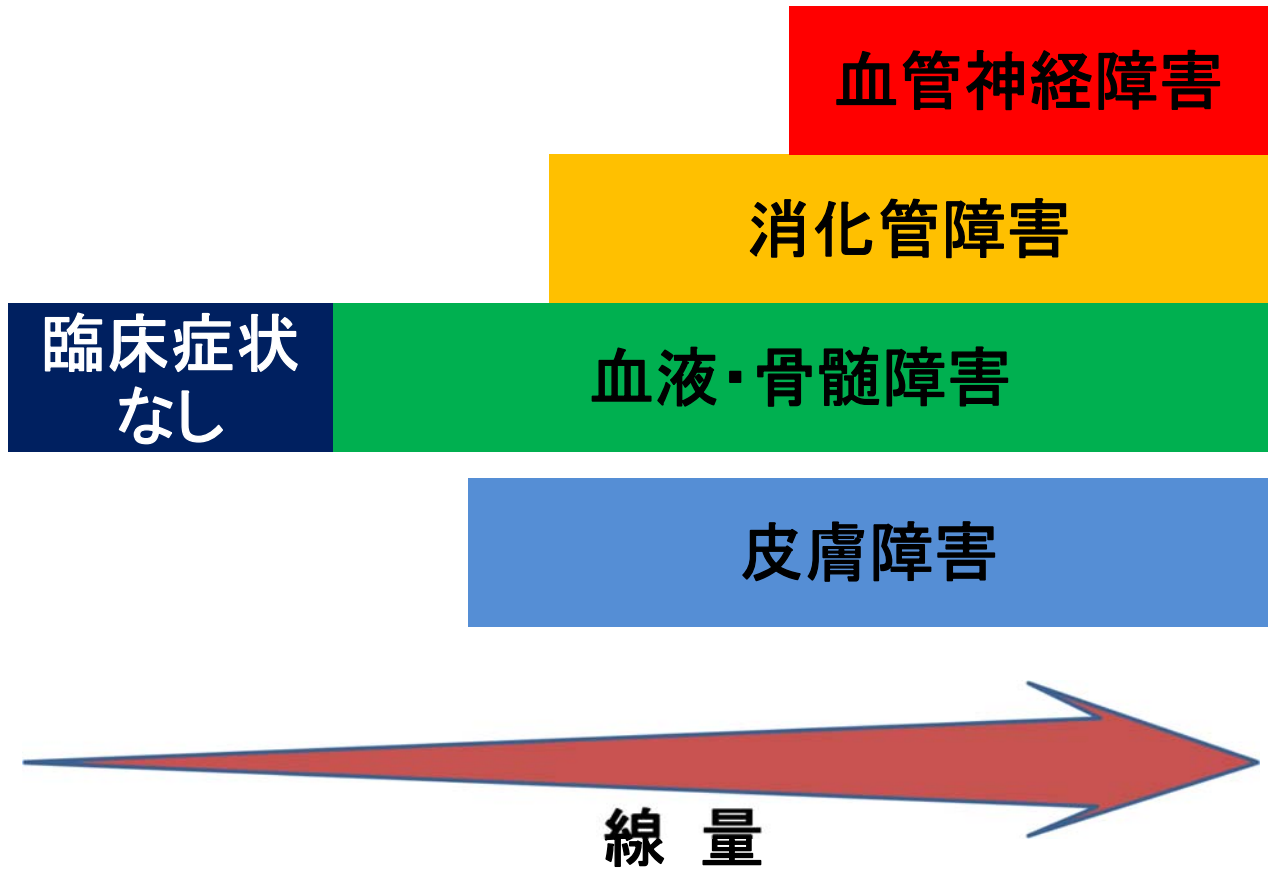 血管神経障害
消化管障害
臨床症状
なし
血液・骨髄障害
皮膚障害
線 量